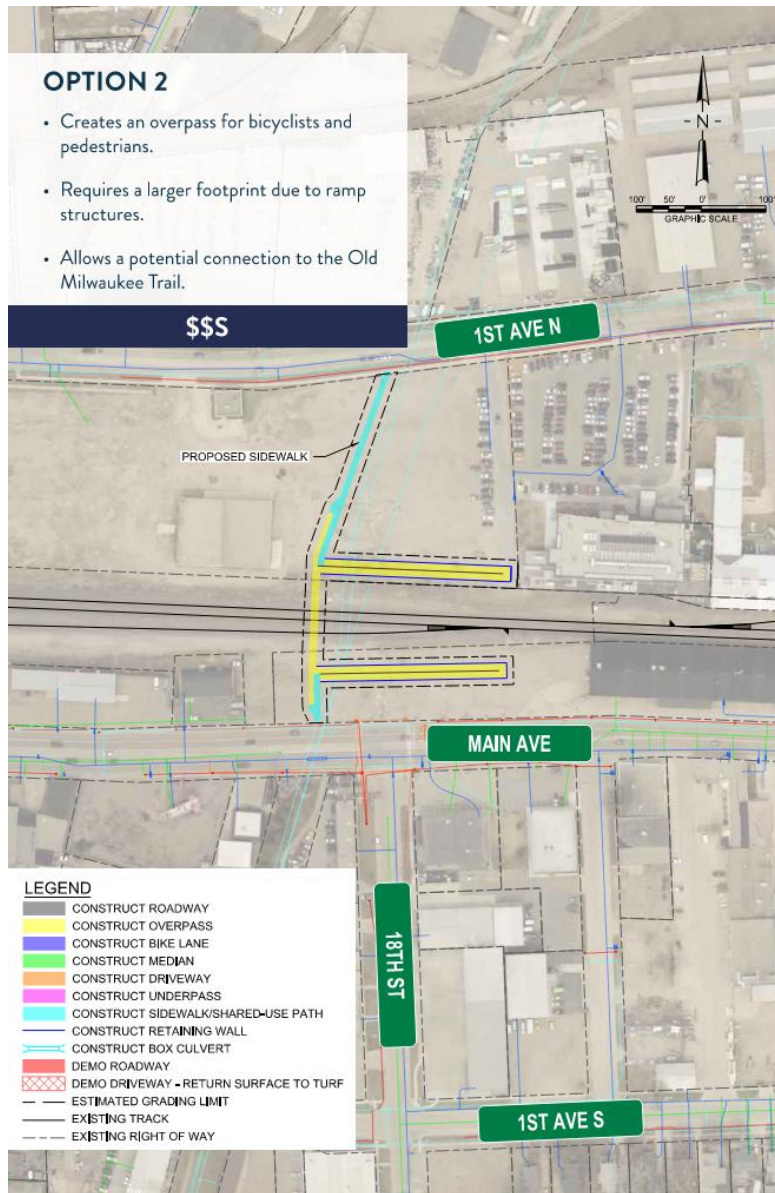 OPTION 2
• Creates an overpass for bicyclists and
pedestrians.
• Requires a larger footprint due to ramp
structures.
• Allows a potential connection to the Old
Milwaukee Trail.
$$S
- N -
100' 50' 0' 100'
GRAPHIC SCALE
1ST AVE N
PROPOSED SIDEWALK
MAIN AVE
18TH ST
1ST AVE S
LEGEND
CONSTRUCT ROADWAY
CONSTRUCT OVERPASS
CONSTRUCT BIKE LANE
CONSTRUCT MEDIAN
CONSTRUCT DRIVEWAY
CONSTRUCT UNDERPASS
CONSTRUCT SIDEWALK/SHARED-USE PATH
CONSTRUCT RETAINING WALL
CONSTRUCT BOX CULVERT
DEMO ROADWAY
DEMO DRIVEWAY - RETURN SURFACE TO TURF
ESTIMATED GRADING LIMIT
EXISTING TRACK
EXISTING RIGHT OF WAY